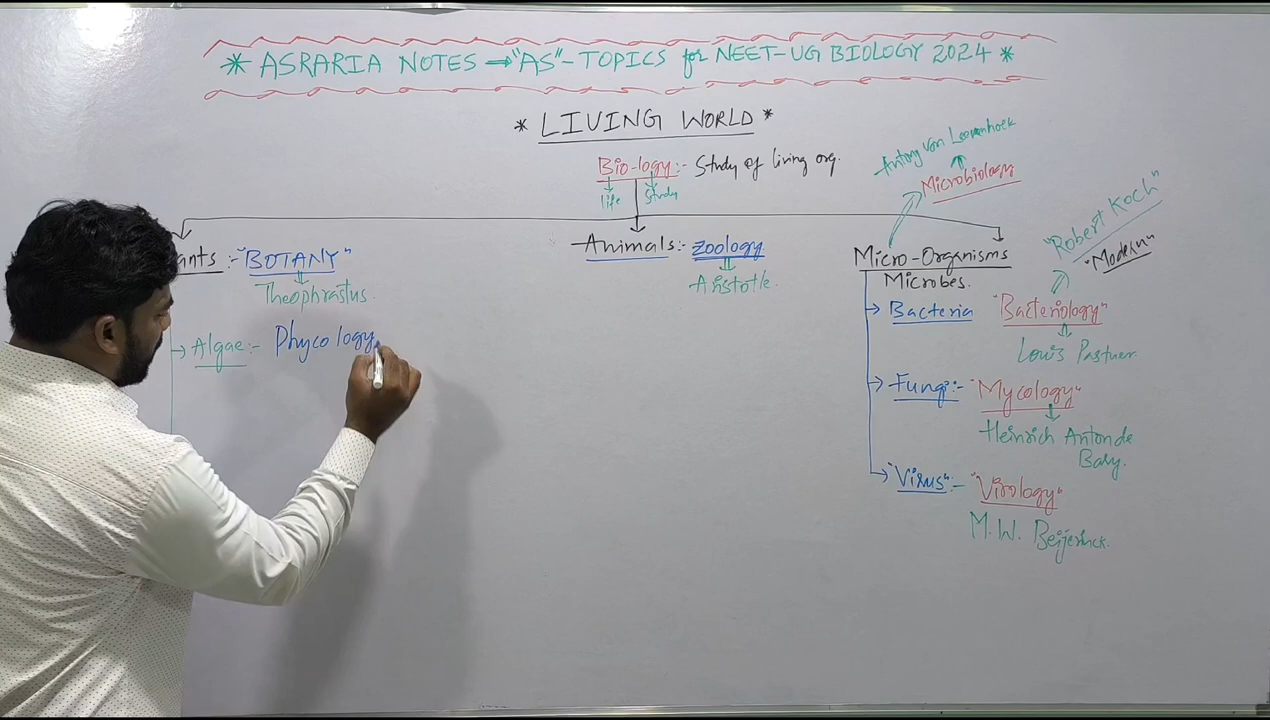 * ASRARIA NOTES → "AS"-TOPICS for NEET-UG BIOLOGY 2024 *
* LIVING WORLD *
Bio-logy:- Study of living org.
life study
Antony van Leeuwenhoek
Microbiology
ants :- "BOTANY"
Theophrastus.
Algae:- Phycology
Animals:- zoology.
Aristotle.
Micro-Organisms
Microbes.
"Robert Koch"
"Modern"
Bacteria "Bacteriology"
Louis Pasteur.
Fungi:- "Mycology"
Heinrich Anton de
Bary.
"Virus":- "Virology"
M.W. Beijerinck.